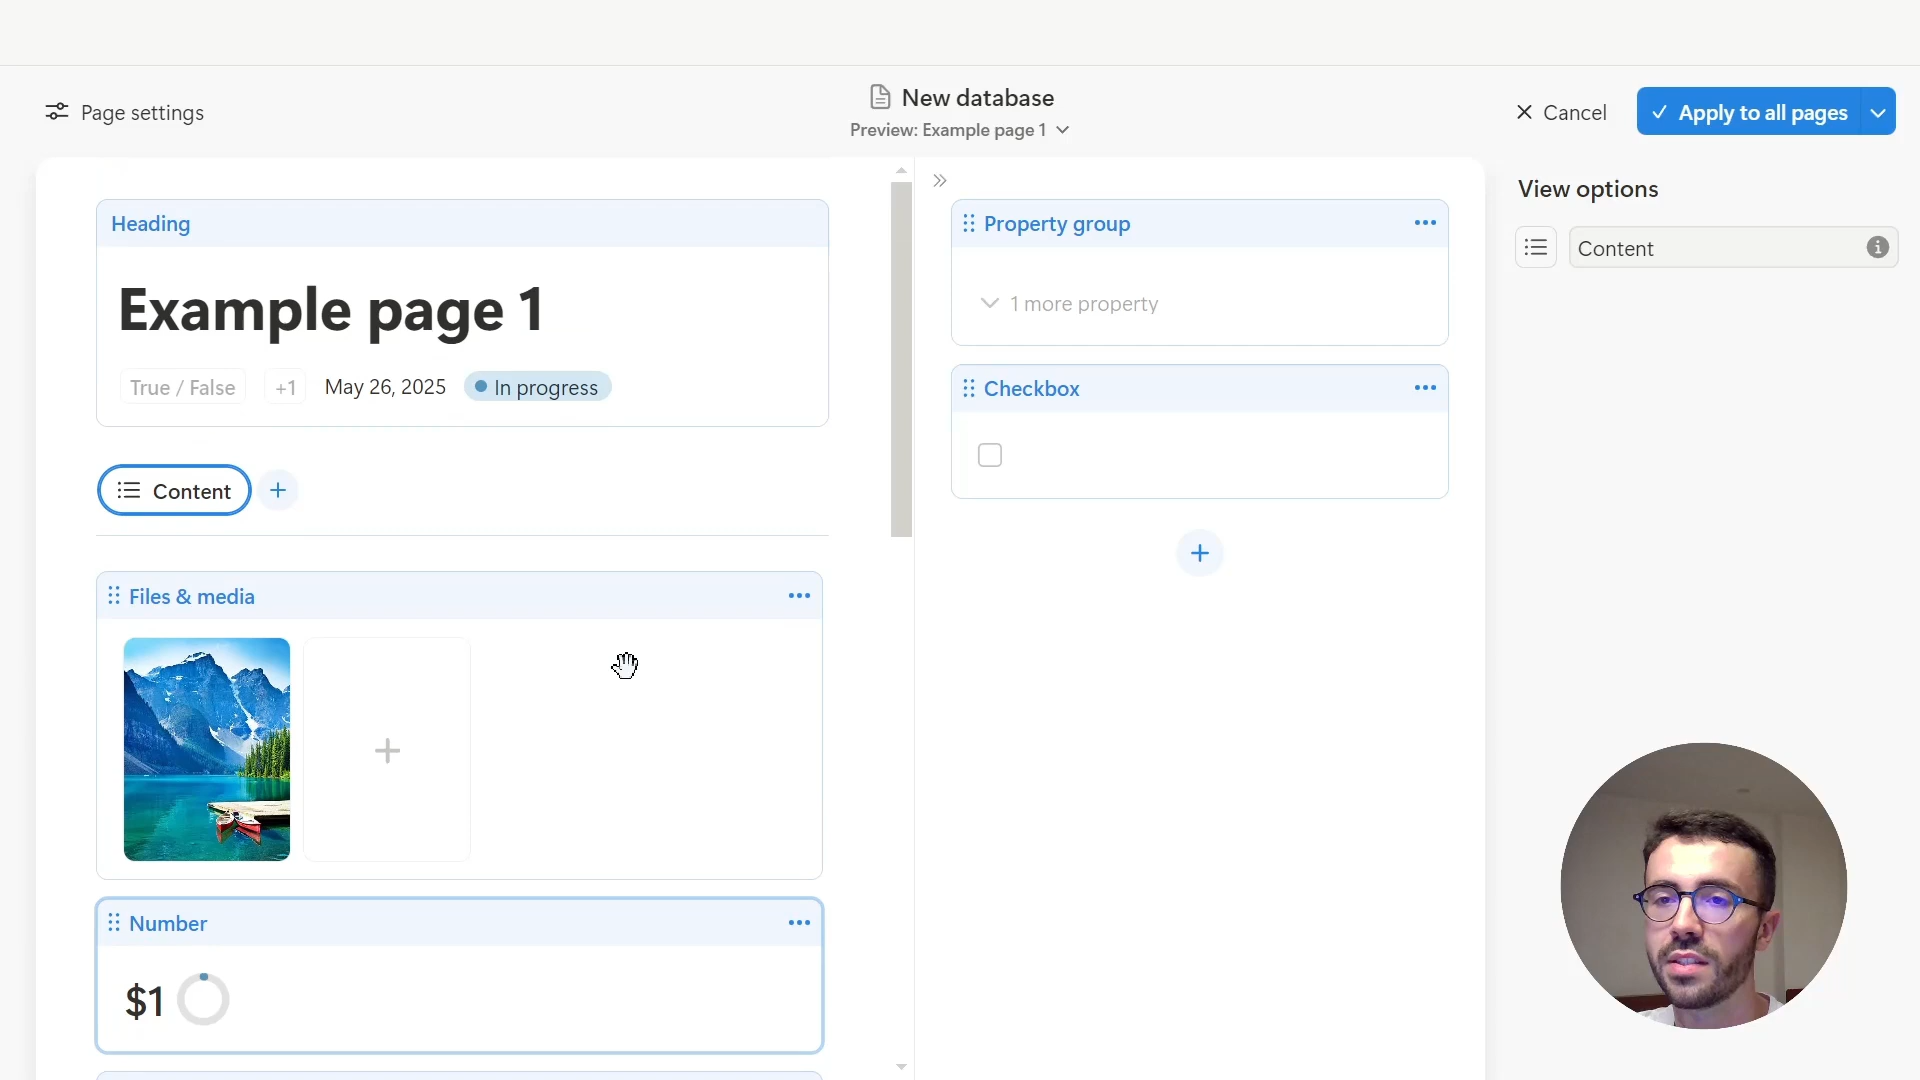 Page settings
New database
Preview: Example page 1
Cancel
Apply to all pages
Heading
Example page 1
True / False +1 May 26, 2025 In progress
Content
Files & media
Number
$1
Property group
1 more property
Checkbox
View options
Content